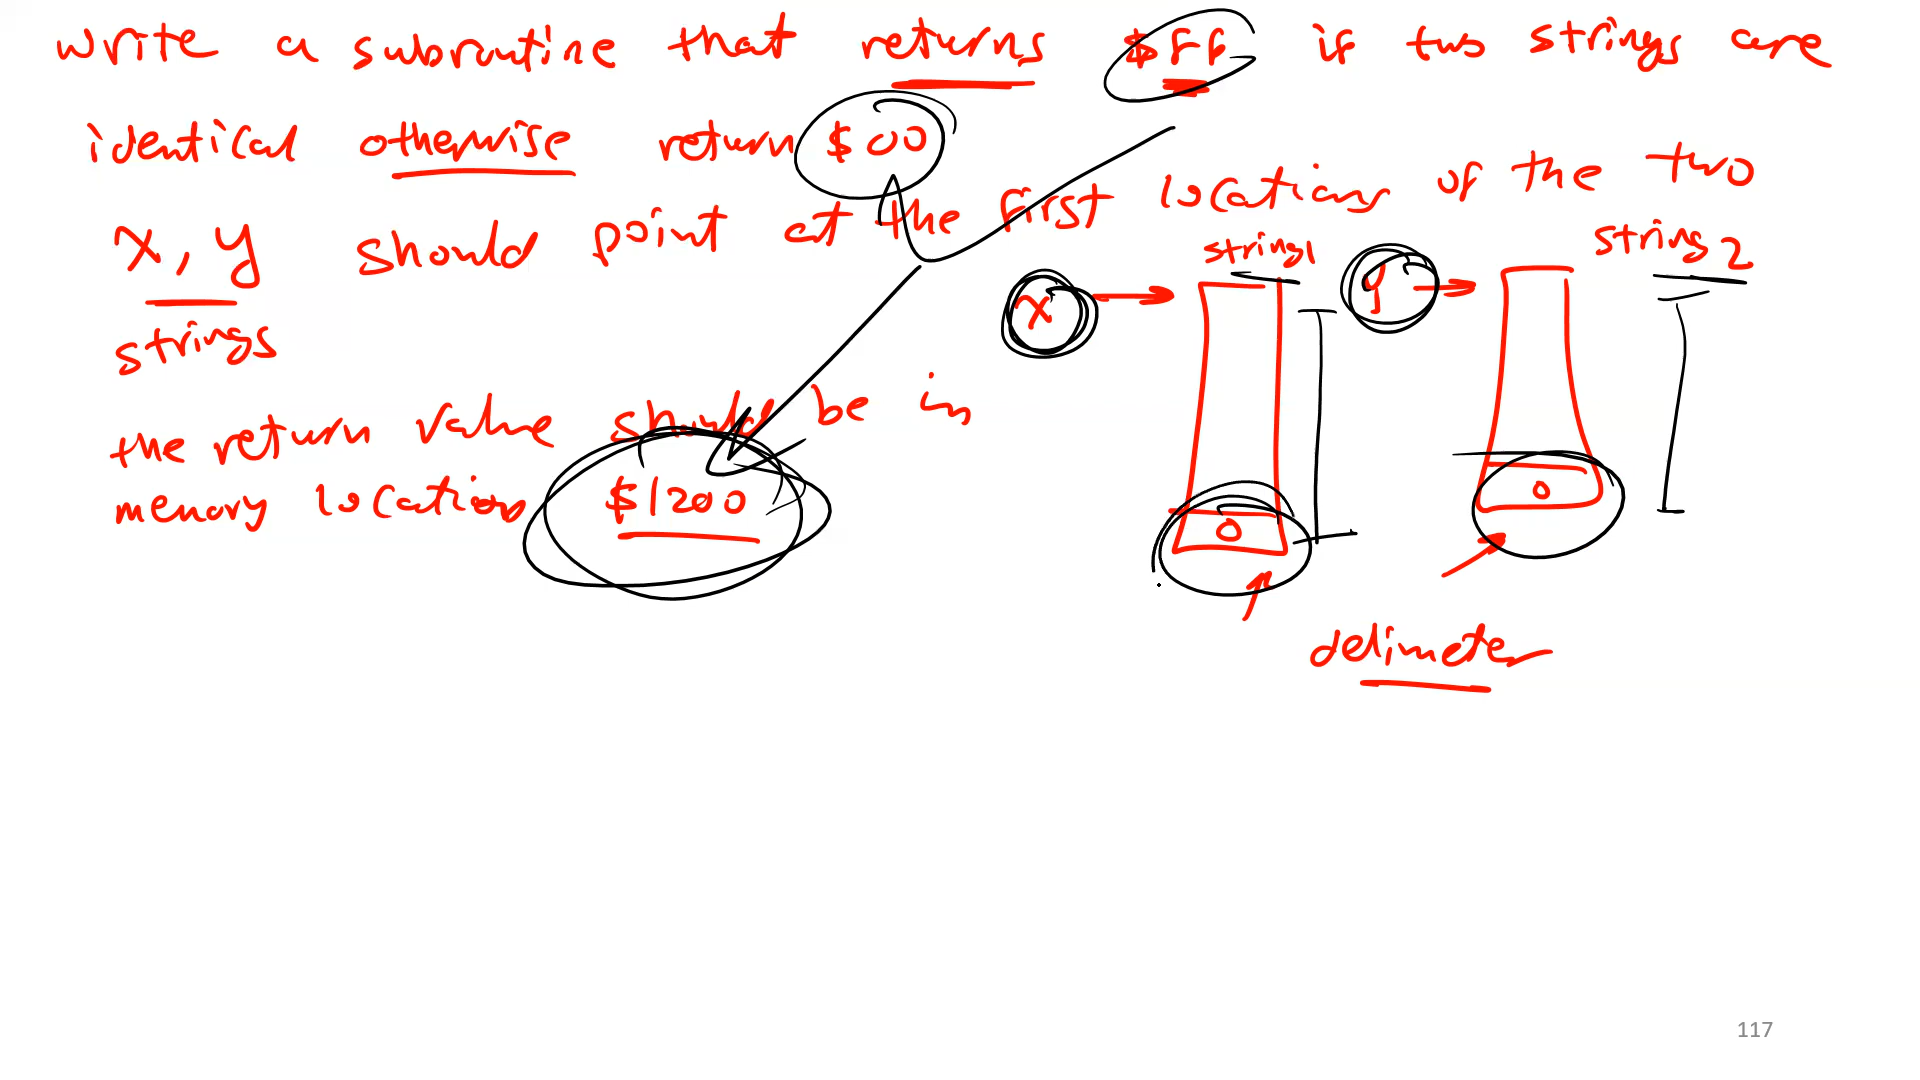 write a subroutine that returns $FF if two strings are
identical otherwise return $00
x, y should point at the first locations of the two
strings
string1
string2
x
y
the return value should be in
memory location $1200
0
0
delimeter
117